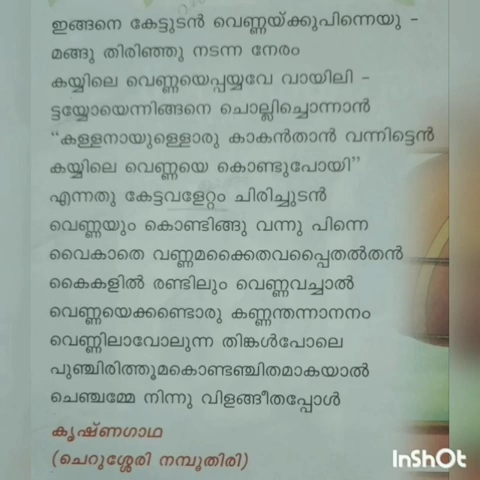 ഇങ്ങനെ കേട്ടുടൻ വെണ്ണയ്ക്കുപിന്നെയു -
മങ്ങു തിരിഞ്ഞു നടന്ന നേരം
കയ്യിലെ വെണ്ണയെപ്പയ്യവേ വായിലി -
ട്ടയ്യോയെന്നിങ്ങനെ ചൊല്ലിച്ചൊന്നാൻ
“കള്ളനായുള്ളൊരു കാകൻതാൻ വന്നിട്ടെൻ
കയ്യിലെ വെണ്ണയെ കൊണ്ടുപോയി”
എന്നതു കേട്ടവളേറ്റം ചിരിച്ചുടൻ
വെണ്ണയും കൊണ്ടിങ്ങു വന്നു പിന്നെ
വൈകാതെ വണ്ണമക്കൈതവപ്പൈതൽതൻ
കൈകളിൽ രണ്ടിലും വെണ്ണവച്ചാൽ
വെണ്ണയെക്കണ്ടൊരു കണ്ണന്തന്നാനനം
വെണ്ണിലാവോലുന്ന തിങ്കൾപോലെ
പുഞ്ചിരിത്തൂമകൊണ്ടഞ്ചിതമാകയാൽ
ചെഞ്ചമ്മേ നിന്നു വിളങ്ങീതപ്പോൾ
കൃഷ്ണഗാഥ
(ചെറുശ്ശേരി നമ്പൂതിരി)
InShOt